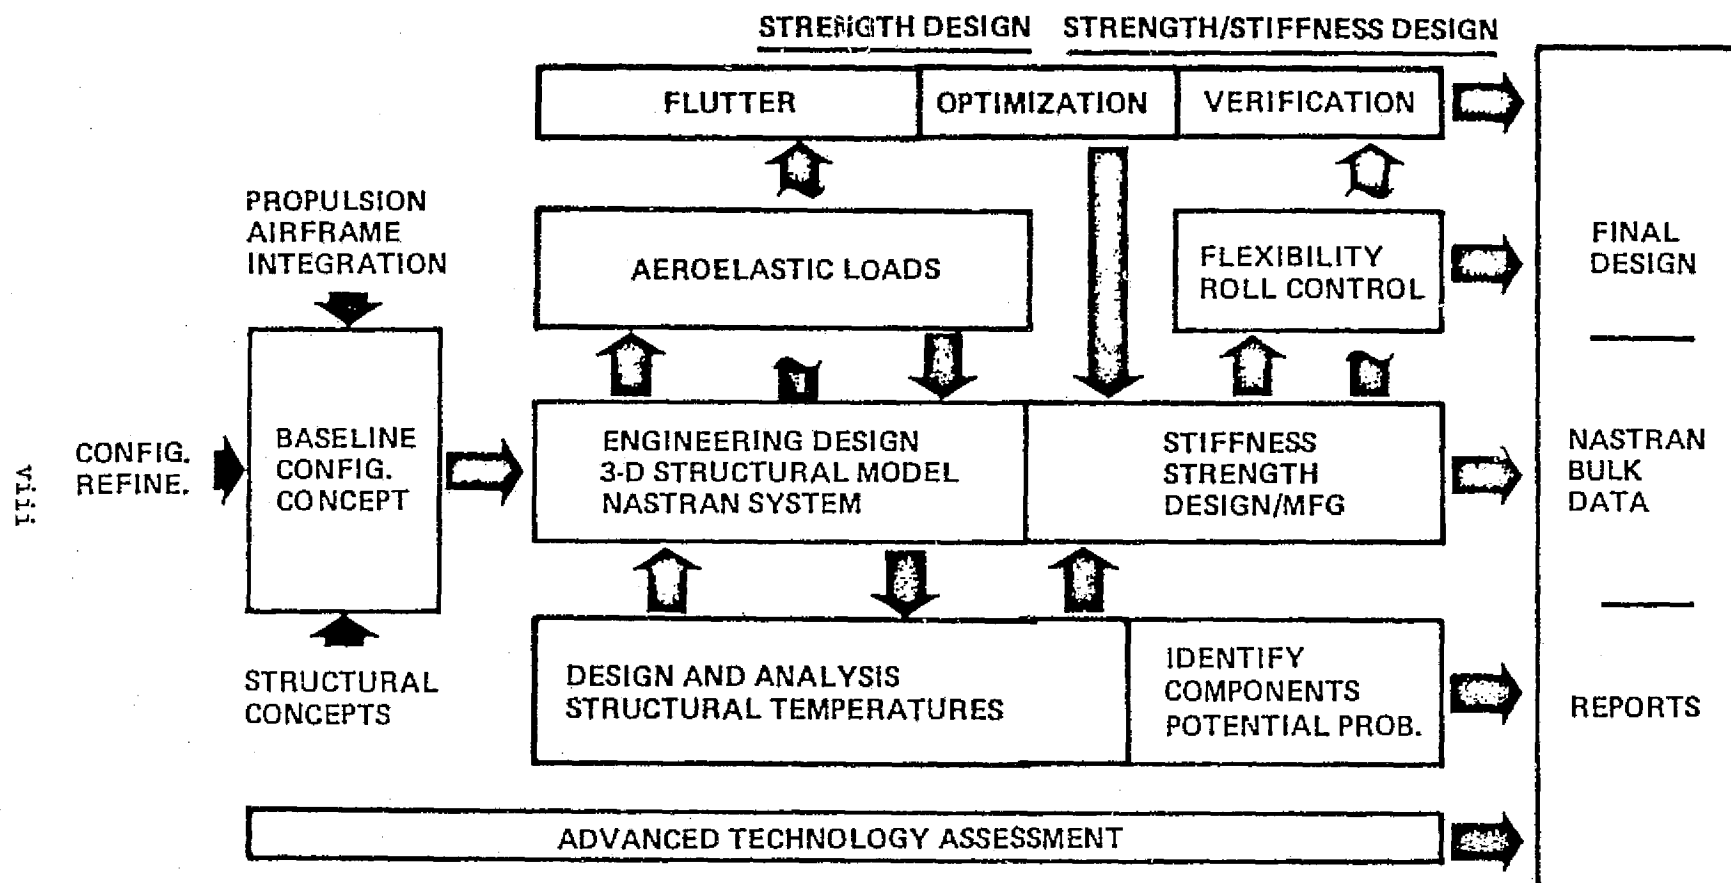 STRENGTH DESIGN
STRENGTH/STIFFNESS DESIGN
FLUTTER
OPTIMIZATION
VERIFICATION
PROPULSION
AIRFRAME
INTEGRATION
AEROELASTIC LOADS
FLEXIBILITY
ROLL CONTROL
FINAL
DESIGN
CONFIG.
REFINE.
BASELINE
CONFIG.
CONCEPT
ENGINEERING DESIGN
3-D STRUCTURAL MODEL
NASTRAN SYSTEM
STIFFNESS
STRENGTH
DESIGN/MFG
NASTRAN
BULK
DATA
viii
STRUCTURAL
CONCEPTS
DESIGN AND ANALYSIS
STRUCTURAL TEMPERATURES
IDENTIFY
COMPONENTS
POTENTIAL PROB.
REPORTS
ADVANCED TECHNOLOGY ASSESSMENT